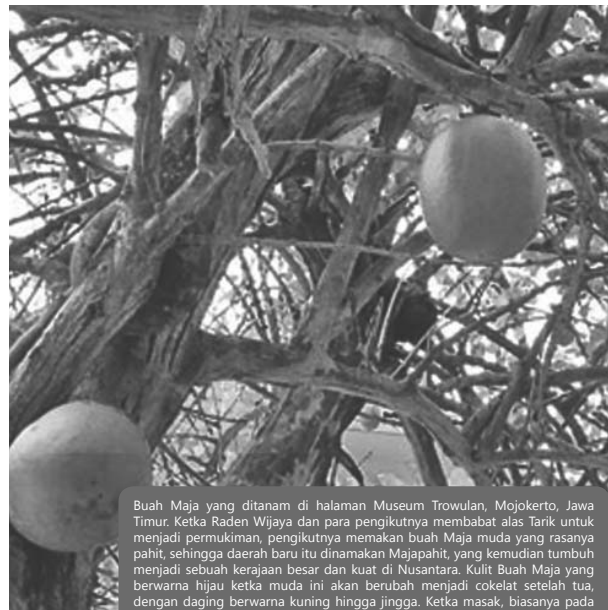 Buah Maja yang ditanam di halaman Museum Trowulan, Mojokerto, Jawa
Timur. Ketka Raden Wijaya dan para pengikutnya membabat alas Tarik untuk
menjadi permukiman, pengikutnya memakan buah Maja muda yang rasanya
pahit, sehingga daerah baru itu dinamakan Majapahit, yang kemudian tumbuh
menjadi sebuah kerajaan besar dan kuat di Nusantara. Kulit Buah Maja yang
berwarna hijau ketka muda ini akan berubah menjadi cokelat setelah tua,
dengan daging berwarna kuning hingga jingga. Ketka masak, biasanya pada